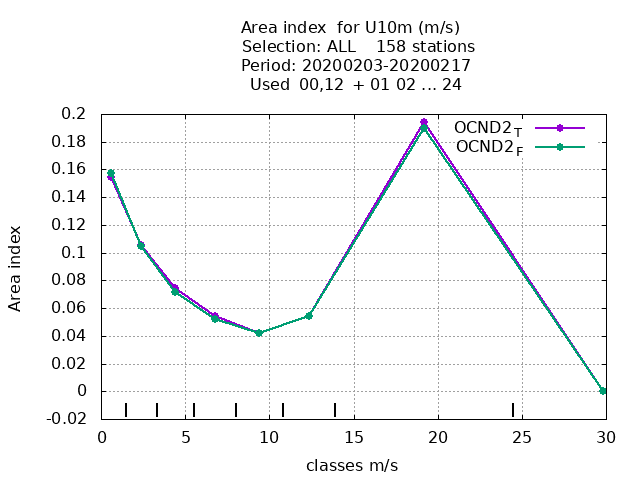 Area index  for U10m (m/s)
Selection: ALL    158 stations
Period: 20200203-20200217
Used  00,12  + 01 02 ... 24
0.2
0.18
0.16
0.14
0.12
0.1
0.08
0.06
0.04
0.02
0
-0.02
Area index
OCND2T
OCND2F
0
5
10
15
20
25
30
classes m/s